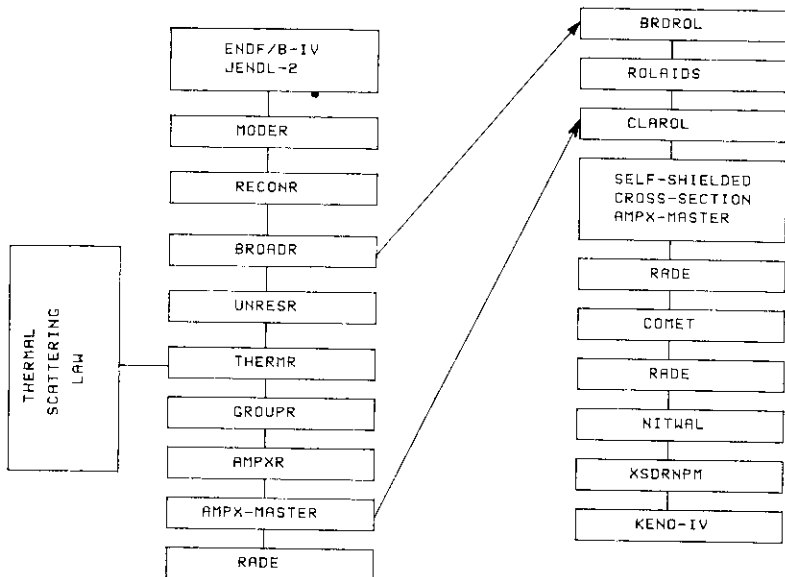 ENDF/B-IV
JENDL-2
MODER
RECONR
BROADR
UNRESR
THERMR
GROUPR
AMPXR
AMPX-MASTER
RADE
THERMAL
SCATTERING
LAW
BRDROL
ROLAIDS
CLAROL
SELF-SHIELDED
CROSS-SECTION
AMPX-MASTER
RADE
COMET
RADE
NITWAL
XSDRNPM
KENO-IV